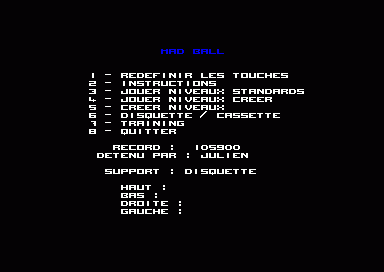 MAD BALL
1 - REDEFINIR LES TOUCHES
2 - INSTRUCTIONS
3 - JOUER NIVEAUX STANDARDS
4 - JOUER NIVEAUX CREER
5 - CREER NIVEAUX
6 - DISQUETTE / CASSETTE
7 - TRAINING
8 - QUITTER
RECORD : 105900
DETENU PAR : JULIEN
SUPPORT : DISQUETTE
HAUT :
BAS :
DROITE :
GAUCHE :